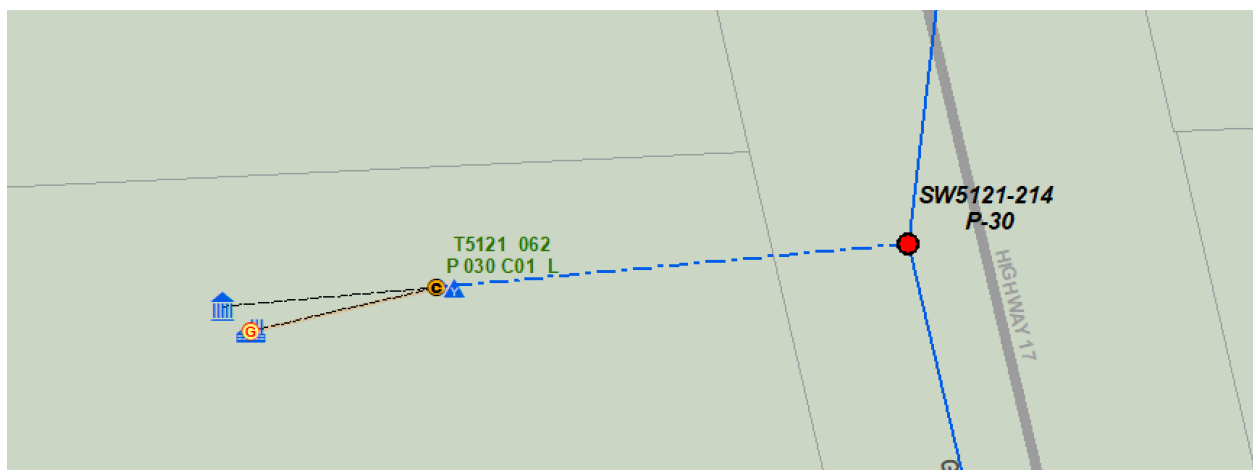 SW5121-214
P-30
T5121 062
P 030 C01 L
C
Y
G
HIGHWAY 17
G